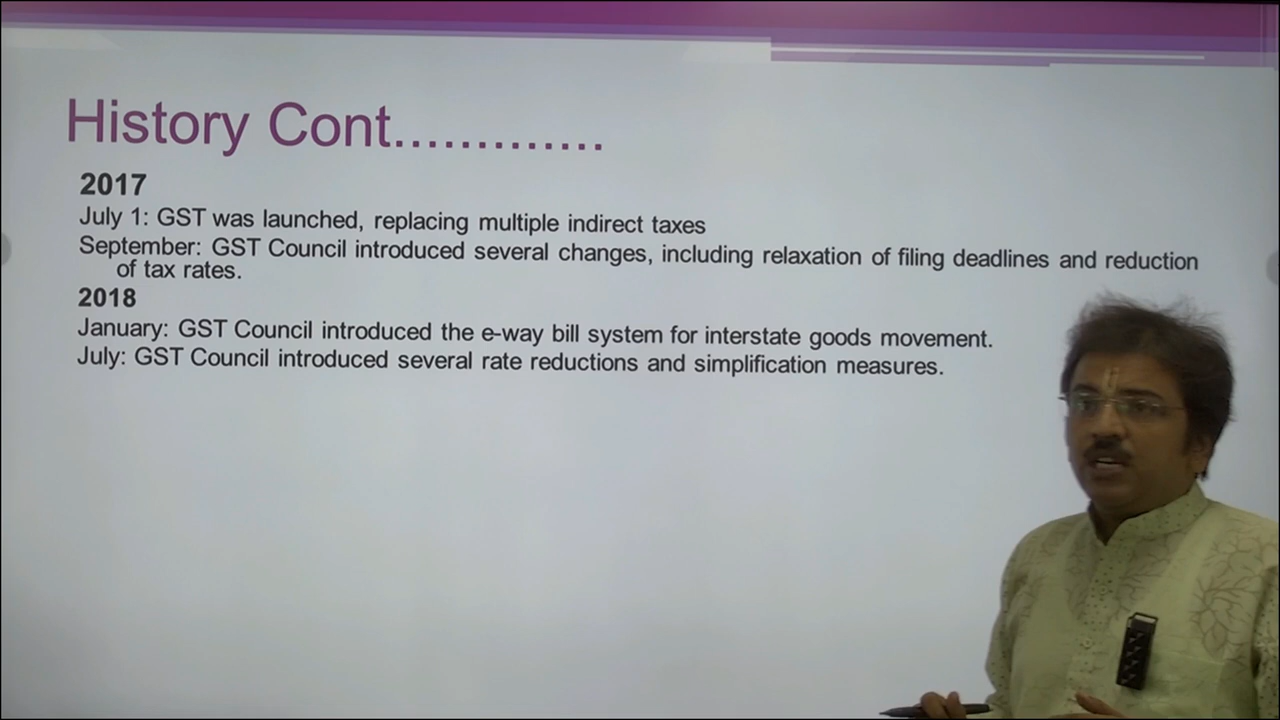 History Cont.............
2017
July 1: GST was launched, replacing multiple indirect taxes
September: GST Council introduced several changes, including relaxation of filing deadlines and reduction
of tax rates.
2018
January: GST Council introduced the e-way bill system for interstate goods movement.
July: GST Council introduced several rate reductions and simplification measures.